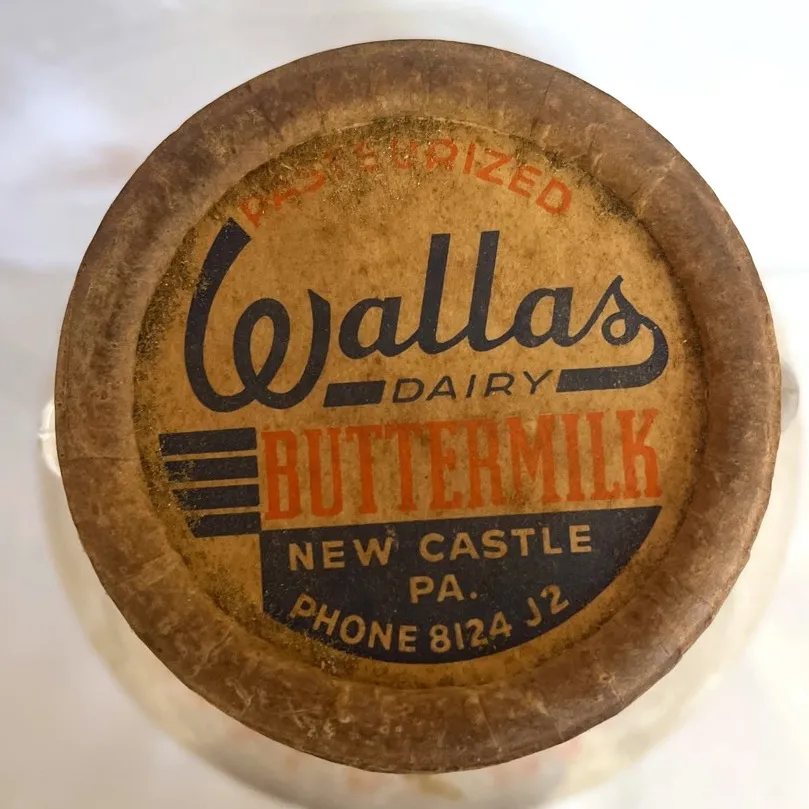 PASTEURIZED
Wallas
DAIRY
BUTTERMILK
NEW CASTLE
PA.
PHONE 8124 J2